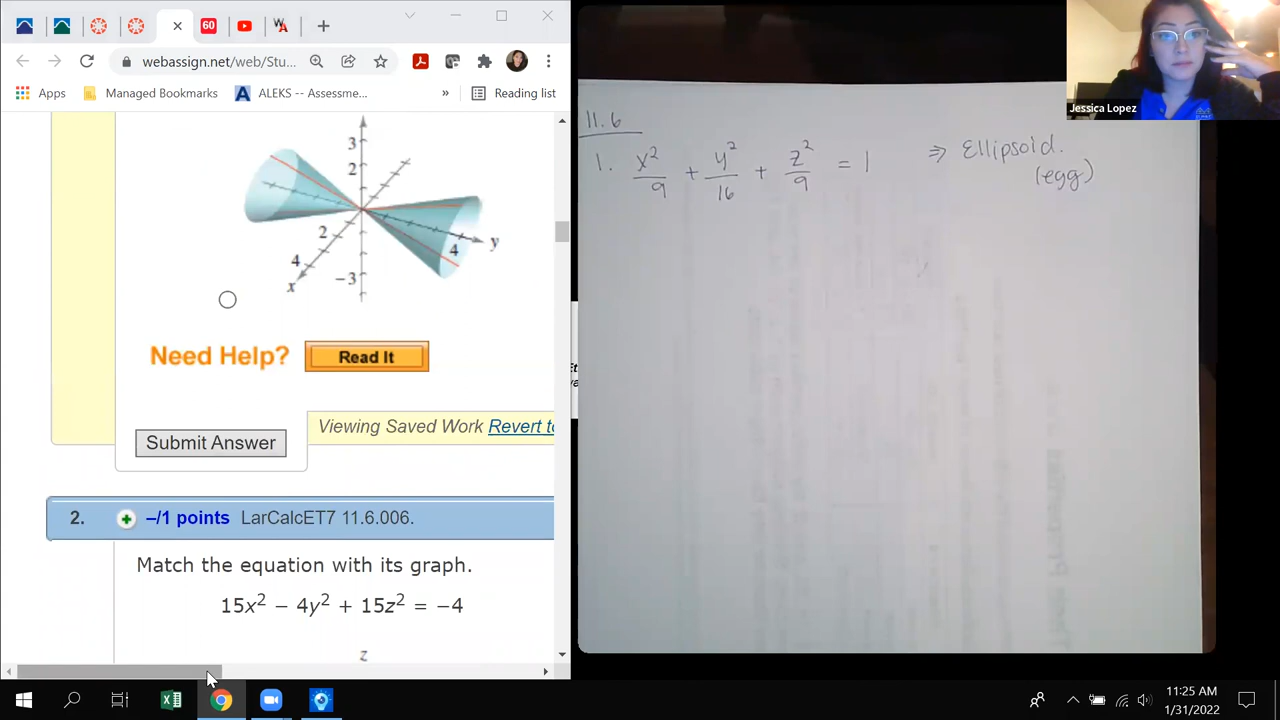 60
webassign.net/web/Stu...
Apps
Managed Bookmarks
ALEKS -- Assessme...
»
Reading list
3
2
2
4
4
y
x
-3
Need Help?
Read It
Submit Answer
Viewing Saved Work Revert to
2.
–/1 points
LarCalcET7 11.6.006.
Match the equation with its graph.
15x² − 4y² + 15z² = −4
z
11.6
1. x²/9 + y²/16 + z²/9 = 1 ⇒ Ellipsoid.
(egg)
Jessica Lopez
11:25 AM
1/31/2022